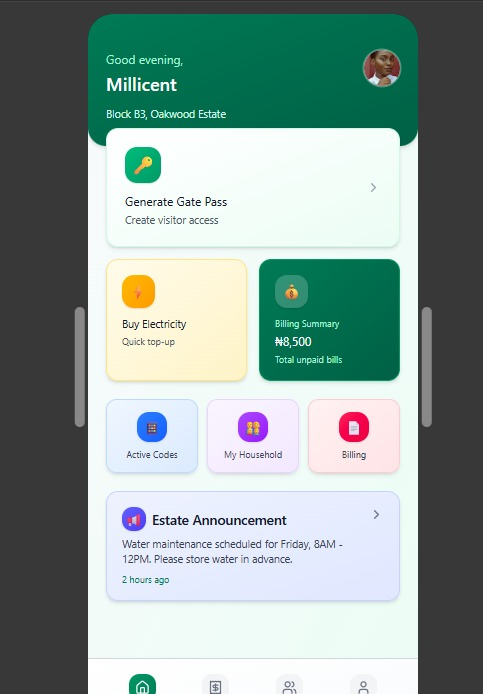 Good evening,
Millicent
Block B3, Oakwood Estate
Generate Gate Pass
Create visitor access
Buy Electricity
Quick top-up
Billing Summary
₦8,500
Total unpaid bills
Active Codes
My Household
Billing
Estate Announcement
Water maintenance scheduled for Friday, 8AM -
12PM. Please store water in advance.
2 hours ago